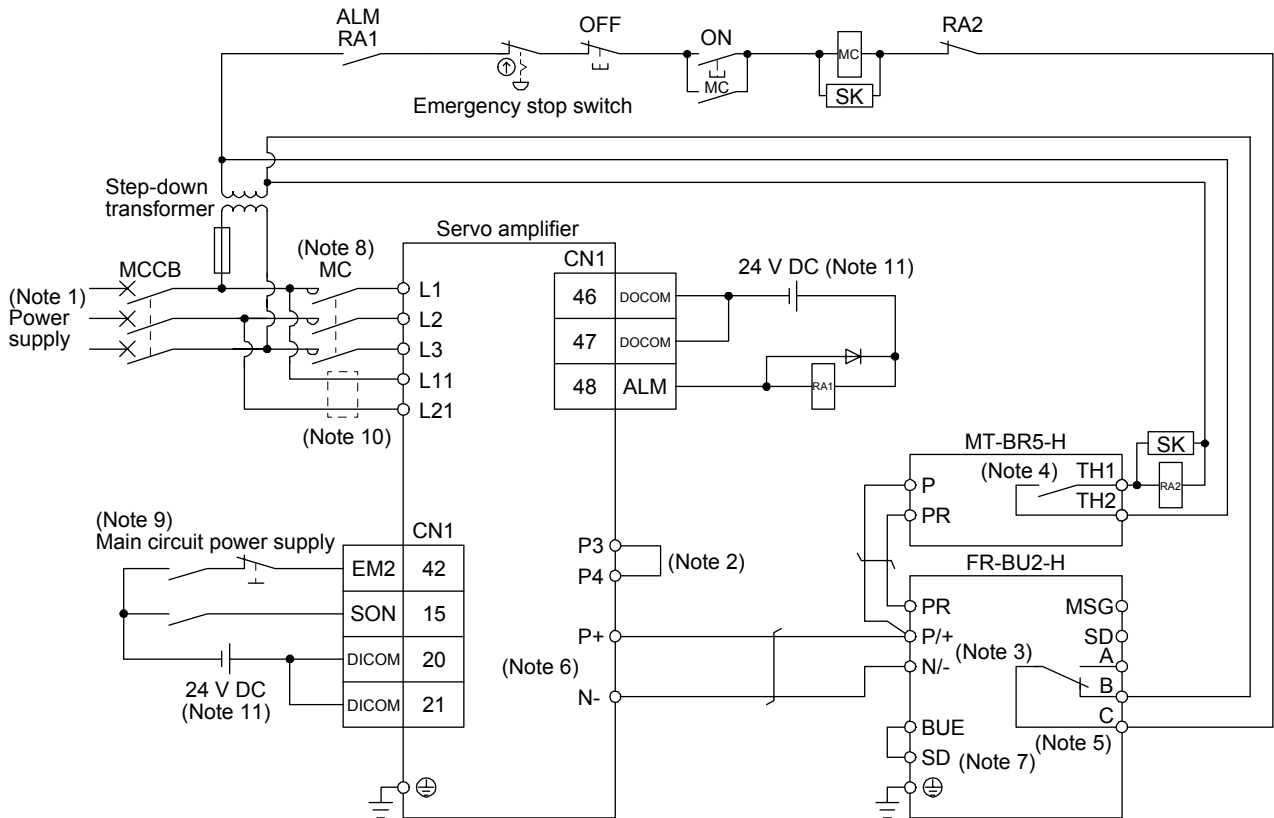 ALM
RA1
OFF
ON
RA2
MC
MC
SK
Emergency stop switch
Step-down
transformer
Servo amplifier
(Note 8)
MC
MCCB
(Note 1)
Power
supply
L1
L2
L3
L11
L21
(Note 10)
CN1
46 DOCOM
47 DOCOM
48 ALM
24 V DC (Note 11)
RA1
MT-BR5-H
(Note 4)
P
PR
TH1
TH2
SK
RA2
(Note 9)
Main circuit power supply
CN1
EM2 42
SON 15
DICOM 20
DICOM 21
24 V DC
(Note 11)
P3
P4
(Note 2)
P+
(Note 6)
N-
FR-BU2-H
PR
P/+
N/-
(Note 3)
MSG
SD
A
B
C
(Note 5)
BUE
SD
(Note 7)